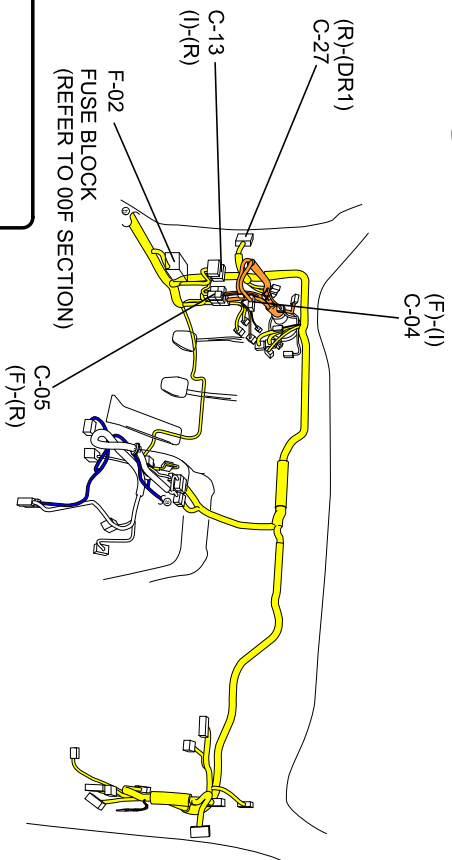 (F)-(I)
C-04
(R)-(DR1)
C-27
C-13
(I)-(R)
F-02
FUSE BLOCK
(REFER TO 00F SECTION)
C-05
(F)-(R)